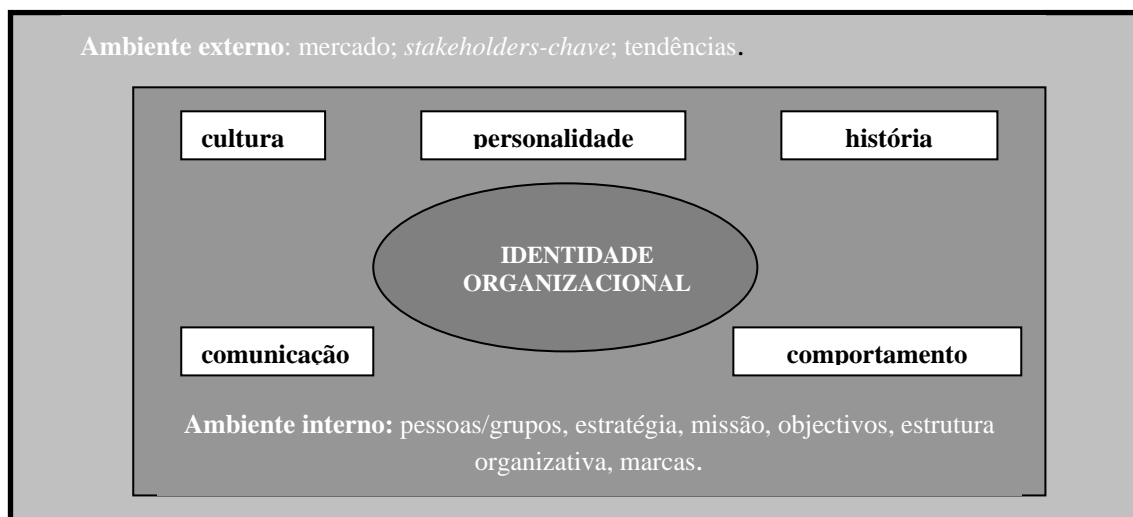 Ambiente externo: mercado; stakeholders-chave; tendências.
cultura
personalidade
história
IDENTIDADE
ORGANIZACIONAL
comunicação
comportamento
Ambiente interno: pessoas/grupos, estratégia, missão, objectivos, estrutura
organizativa, marcas.